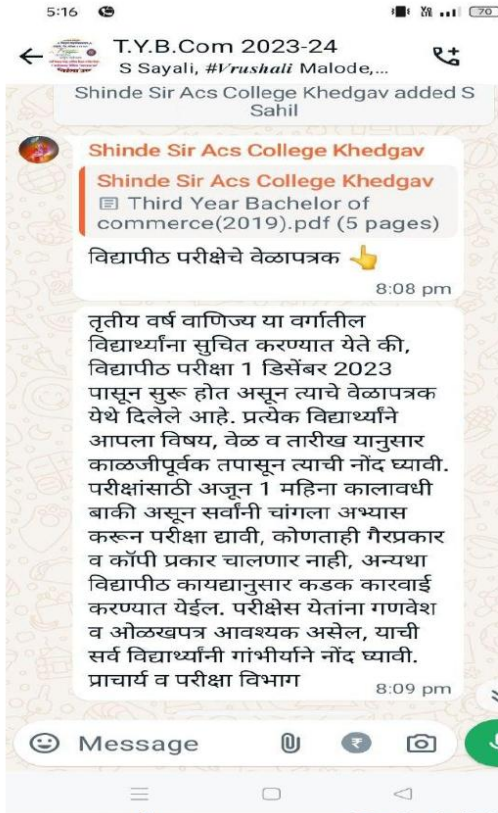 5:16
70
T.Y.B.Com 2023-24
S Sayali, #Vrushali Malode,...
Shinde Sir Acs College Khedgav added S
Sahil
Shinde Sir Acs College Khedgav
Shinde Sir Acs College Khedgav
Third Year Bachelor of
commerce(2019).pdf (5 pages)
विद्यापीठ परीक्षेचे वेळापत्रक 👆
8:08 pm
तृतीय वर्ष वाणिज्य या वर्गातील
विद्यार्थ्यांना सुचित करण्यात येते की,
विद्यापीठ परीक्षा 1 डिसेंबर 2023
पासून सुरू होत असून त्याचे वेळापत्रक
येथे दिलेले आहे. प्रत्येक विद्यार्थ्यांने
आपला विषय, वेळ व तारीख यानुसार
काळजीपूर्वक तपासून त्याची नोंद घ्यावी.
परीक्षांसाठी अजून 1 महिना कालावधी
बाकी असून सर्वांनी चांगला अभ्यास
करून परीक्षा द्यावी, कोणताही गैरप्रकार
व कॉपी प्रकार चालणार नाही, अन्यथा
विद्यापीठ कायद्यानुसार कडक कारवाई
करण्यात येईल. परीक्षेस येतांना गणवेश
व ओळखपत्र आवश्यक असेल, याची
सर्व विद्यार्थ्यांनी गांभीर्याने नोंद घ्यावी.
प्राचार्य व परीक्षा विभाग
8:09 pm
Message